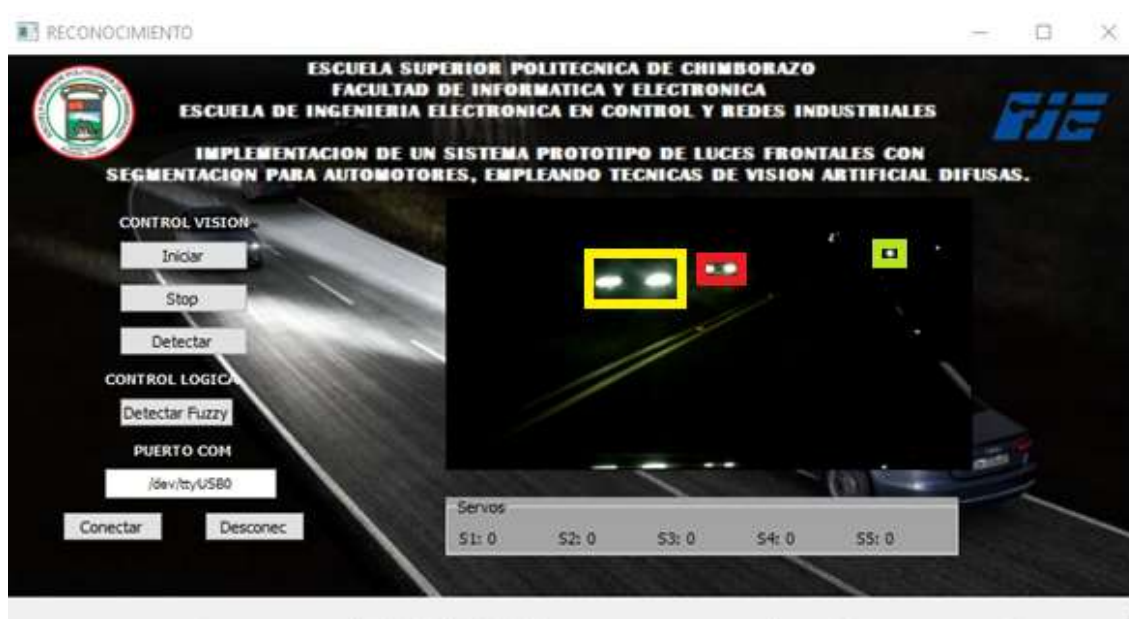 RECONOCIMIENTO
ESCUELA SUPERIOR POLITECNICA DE CHIMBORAZO
FACULTAD DE INFORMATICA Y ELECTRONICA
ESCUELA DE INGENIERIA ELECTRONICA EN CONTROL Y REDES INDUSTRIALES
FIE
IMPLEMENTACION DE UN SISTEMA PROTOTIPO DE LUCES FRONTALES CON
SEGMENTACION PARA AUTOMOTORES, EMPLEANDO TECNICAS DE VISION ARTIFICIAL DIFUSAS.
CONTROL VISION
Iniciar
Stop
Detectar
CONTROL LOGICA
Detectar Fuzzy
PUERTO COM
/dev/ttyUSB0
Conectar
Desconec
Servos
S1: 0 S2: 0 S3: 0 S4: 0 S5: 0